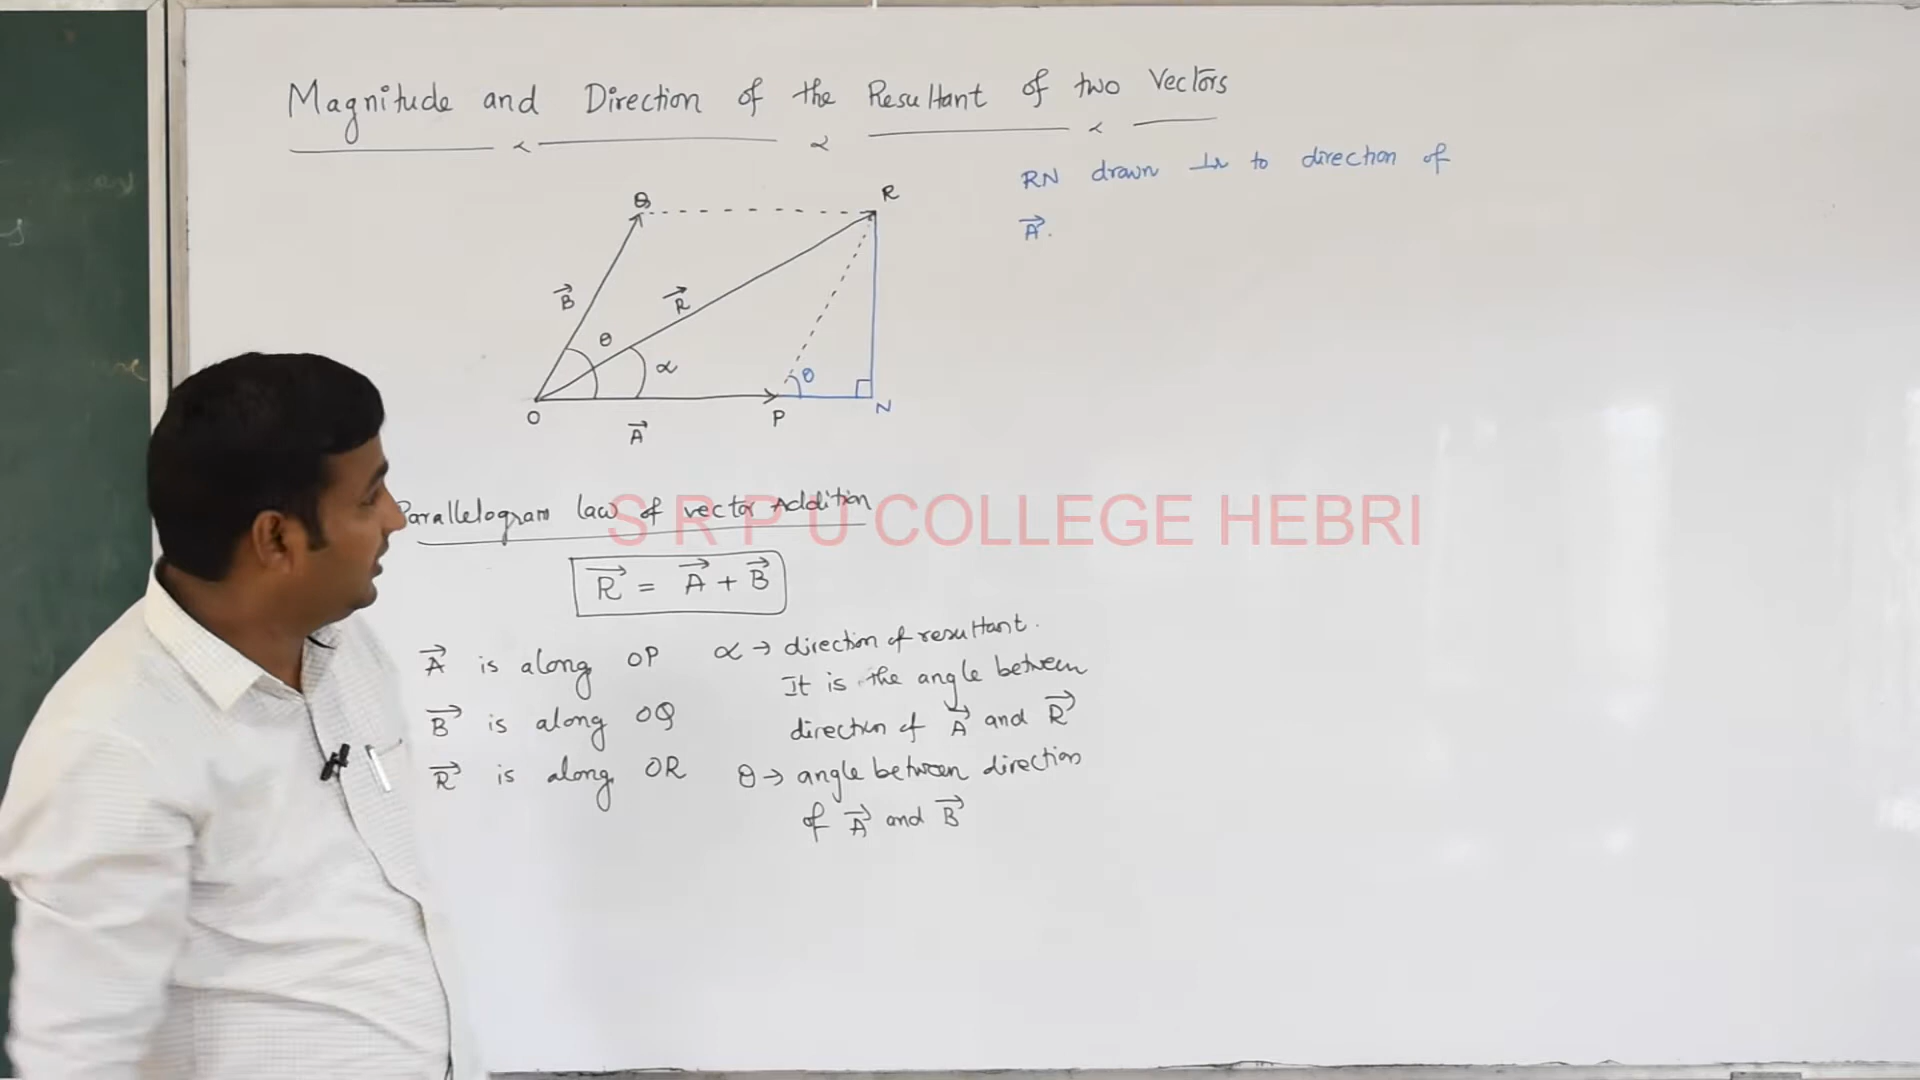 Magnitude and Direction of the Resultant of two Vectors
RN drawn ⊥r to direction of
A⃗.
Q
R
B⃗
R⃗
θ
α
θ
O
A⃗
P
N
Parallelogram law of vector Addition
S R P U COLLEGE HEBRI
R⃗ = A⃗ + B⃗
A⃗ is along OP
B⃗ is along OQ
R⃗ is along OR
α → direction of resultant.
It is the angle between
direction of A⃗ and R⃗
θ → angle between direction
of A⃗ and B⃗